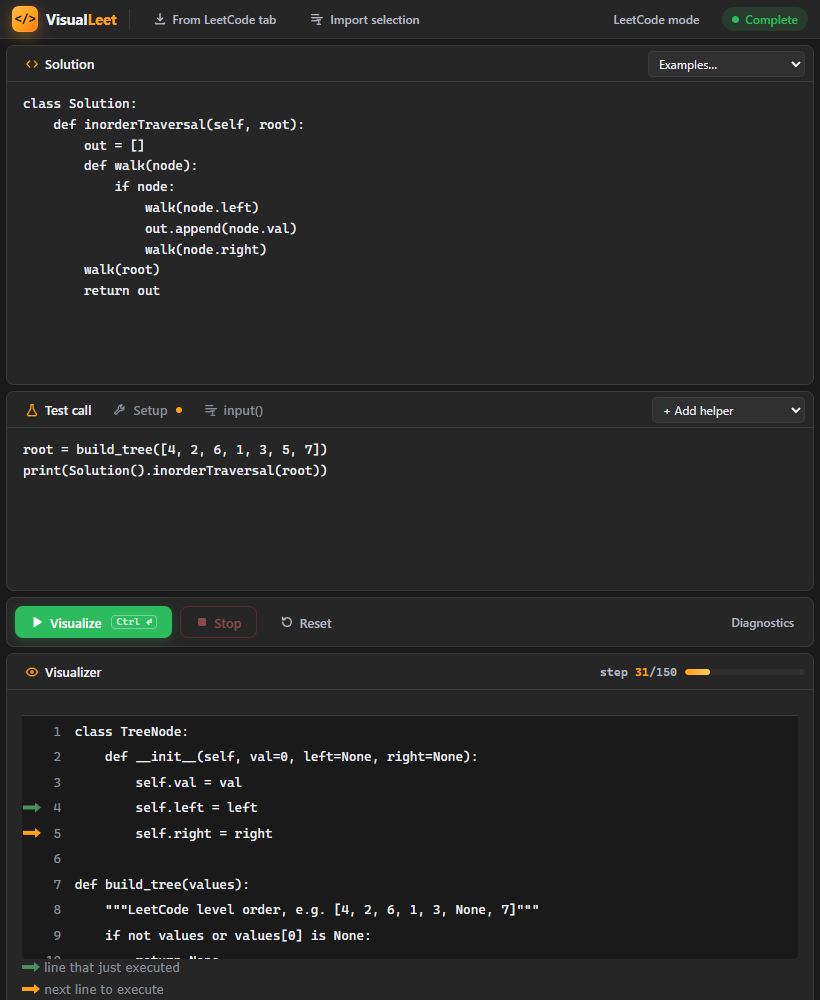 </> VisualLeet From LeetCode tab Import selection LeetCode mode Complete
Solution Examples...
class Solution:
    def inorderTraversal(self, root):
        out = []
        def walk(node):
            if node:
                walk(node.left)
                out.append(node.val)
                walk(node.right)
        walk(root)
        return out
Test call Setup input() + Add helper
root = build_tree([4, 2, 6, 1, 3, 5, 7])
print(Solution().inorderTraversal(root))
Visualize Ctrl ⏎ Stop Reset Diagnostics
Visualizer step 31/150
1 class TreeNode:
2     def __init__(self, val=0, left=None, right=None):
3         self.val = val
4         self.left = left
5         self.right = right
6
7 def build_tree(values):
8     """LeetCode level order, e.g. [4, 2, 6, 1, 3, None, 7]"""
9     if not values or values[0] is None:
10         return None
line that just executed
next line to execute